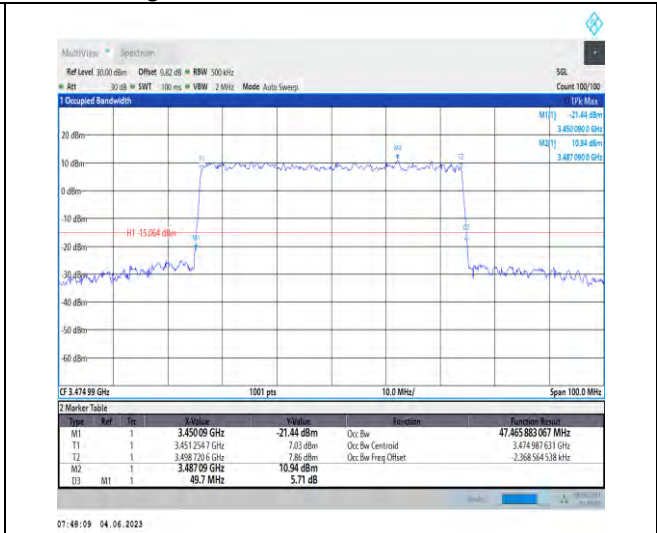 MultiView Spectrum
Ref Level 30.00 dBm Offset 9.82 dB RBW 500 kHz SGL
Att 30 dB SWT 100 ms VBW 2 MHz Mode Auto Sweep Count 100/100
1 Occupied Bandwidth 1Pk Max
M1[1] -21.44 dBm
3.450 090 0 GHz
M2[1] 10.94 dBm
3.487 090 0 GHz
20 dBm
10 dBm
0 dBm
-10 dBm
H1 -15.064 dBm
-20 dBm
-30 dBm
-40 dBm
-50 dBm
-60 dBm
T1
M2
T2
M1
D3
CF 3.474 99 GHz 1001 pts 10.0 MHz/ Span 100.0 MHz
2 Marker Table
Type Ref Trc X-Value Y-Value Function Function Result
M1 1 3.450 09 GHz -21.44 dBm Occ Bw 47.465 883 067 MHz
T1 1 3.451 254 7 GHz 7.03 dBm Occ Bw Centroid 3.474 987 631 GHz
T2 1 3.498 720 6 GHz 7.86 dBm Occ Bw Freq Offset -2.368 564 538 kHz
M2 1 3.487 09 GHz 10.94 dBm
D3 M1 1 49.7 MHz 5.71 dB
07:48:09 04.06.2023